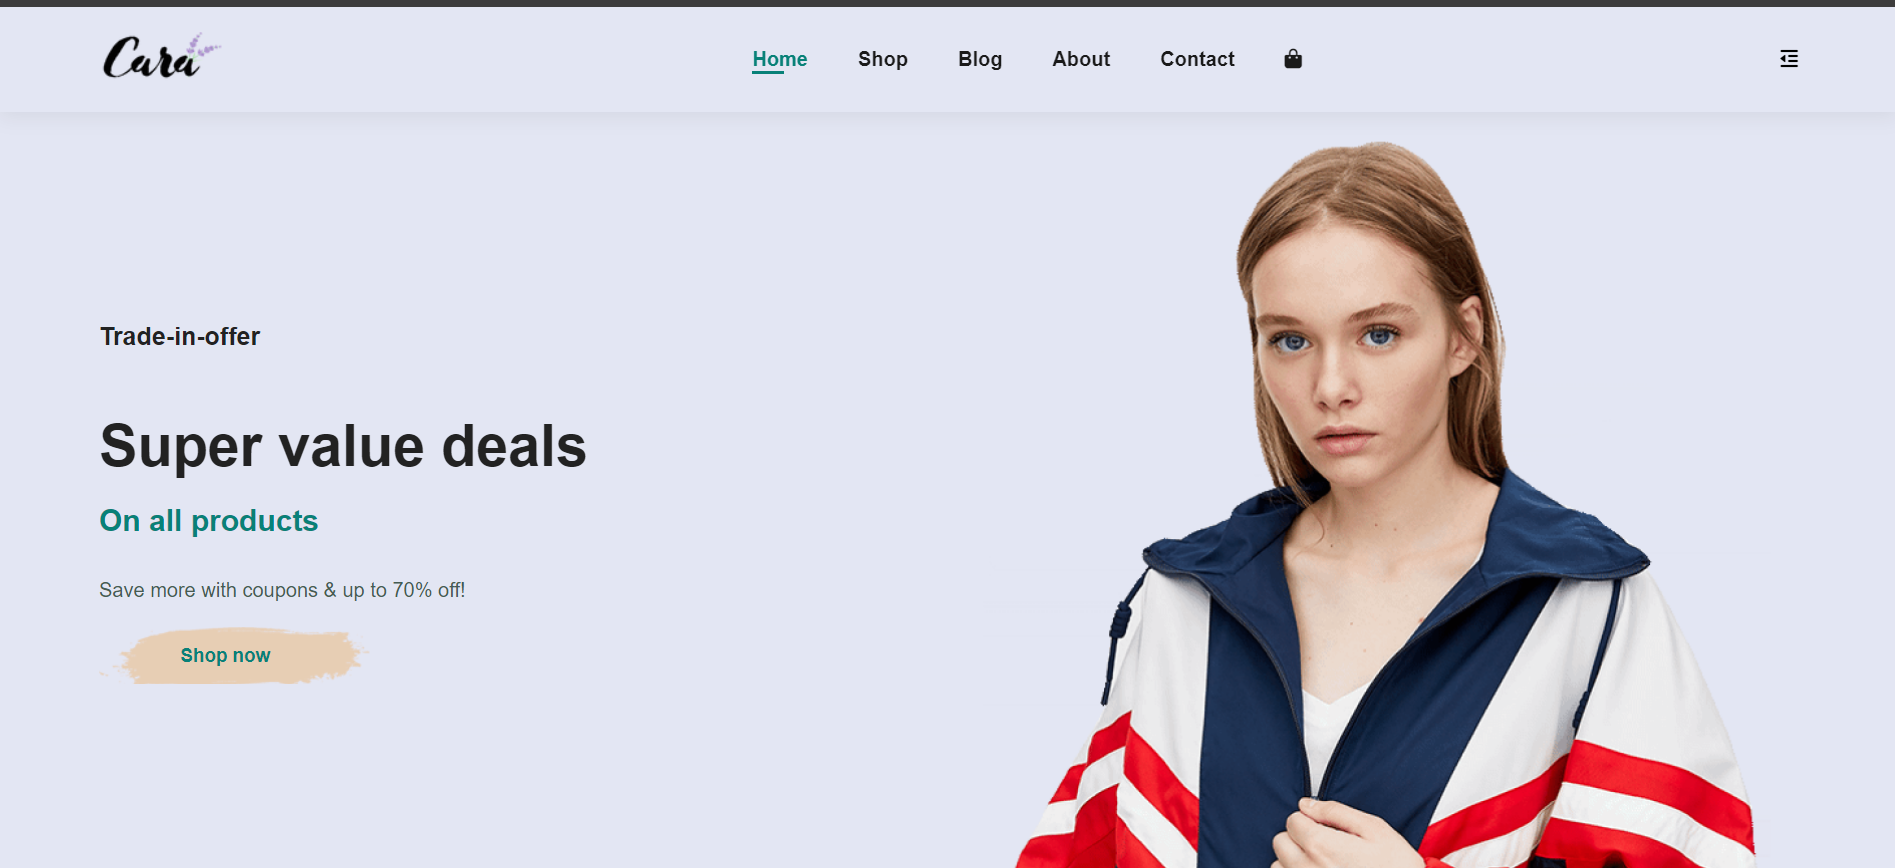 Cara
Home Shop Blog About Contact
Trade-in-offer
Super value deals
On all products
Save more with coupons & up to 70% off!
Shop now